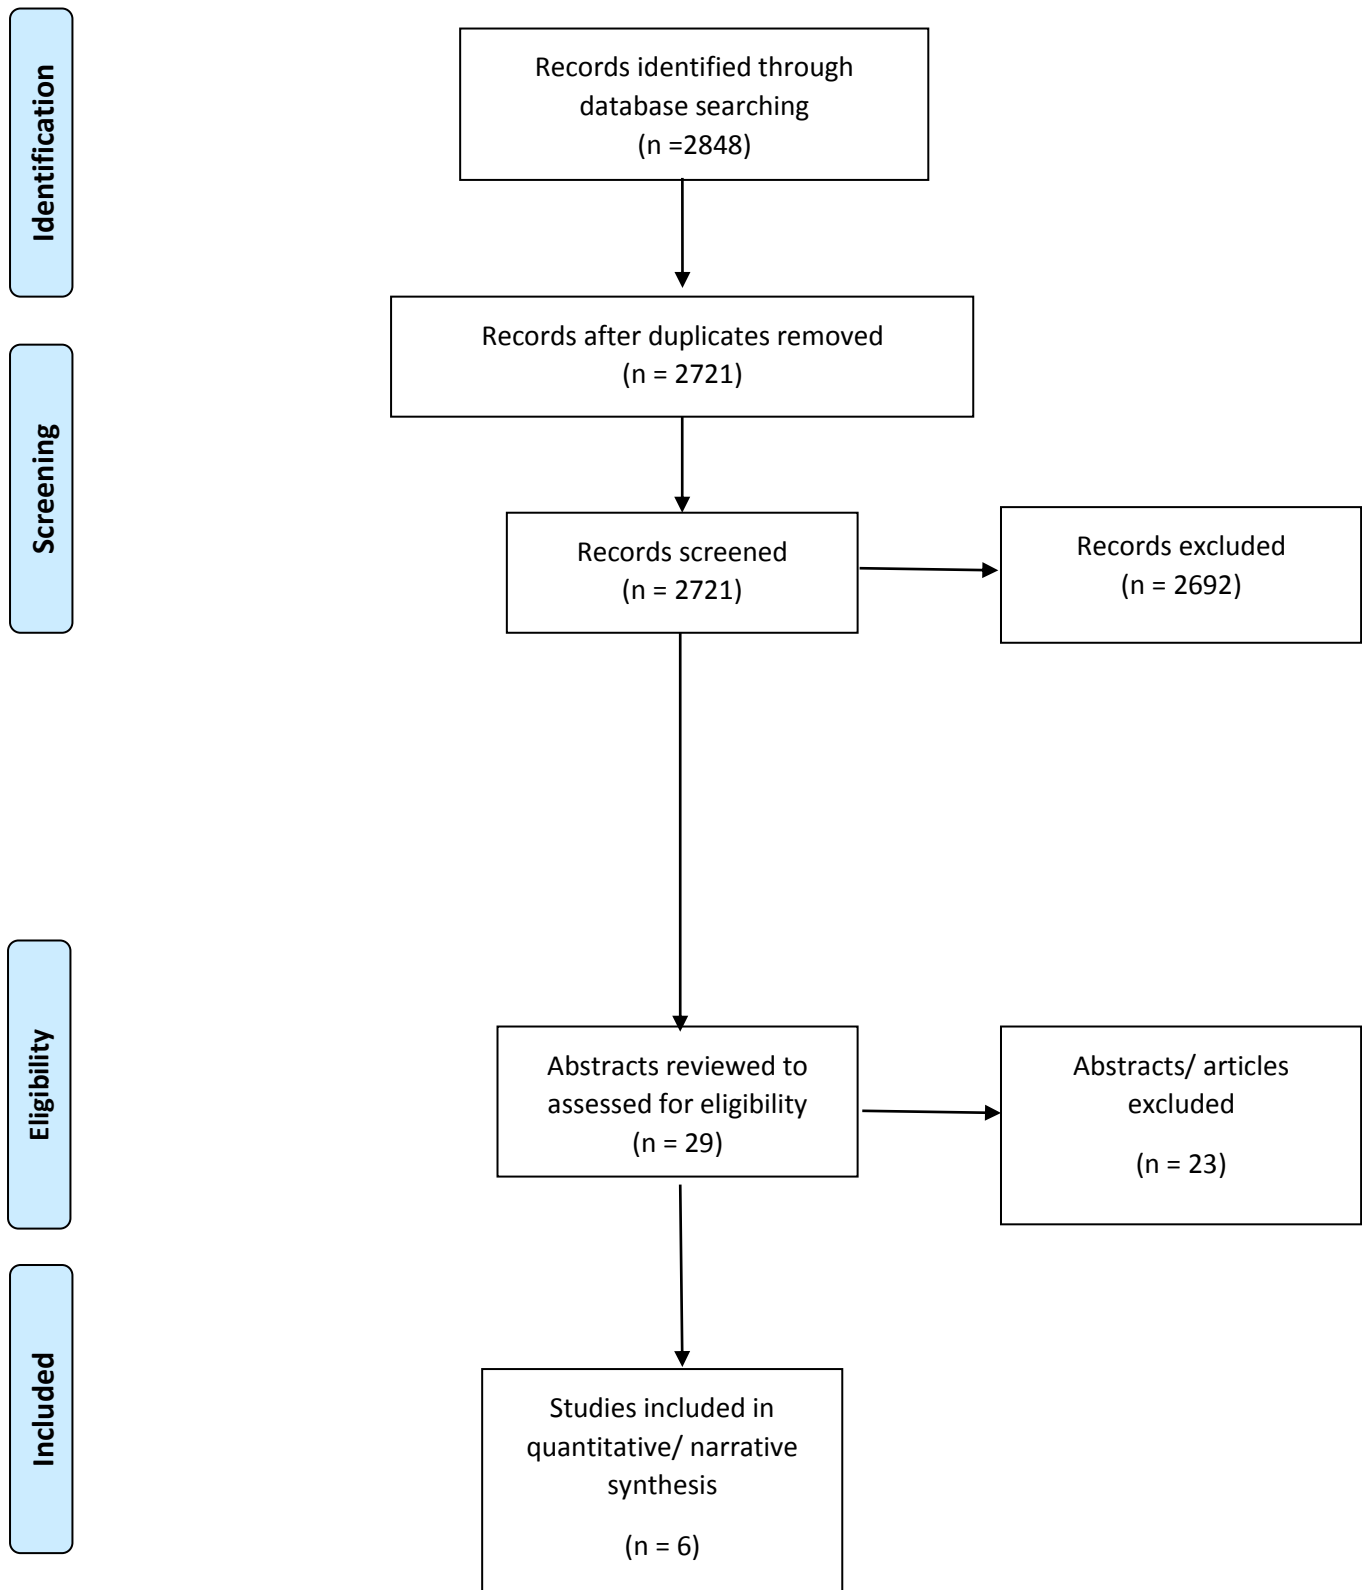 Identification
Records identified through
database searching
(n =2848)
Records after duplicates removed
(n = 2721)
Screening
Records screened
(n = 2721)
Records excluded
(n = 2692)
Eligibility
Abstracts reviewed to
assessed for eligibility
(n = 29)
Abstracts/ articles
excluded
(n = 23)
Included
Studies included in
quantitative/ narrative
synthesis
(n = 6)